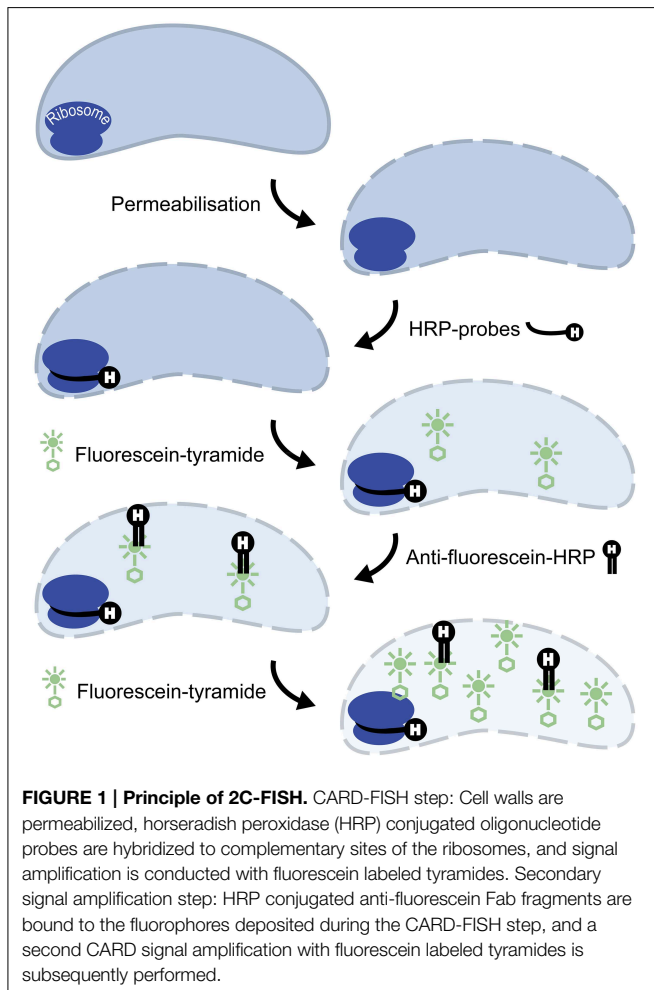 Ribosome
Permeabilisation
HRP-probes H
H
Fluorescein-tyramide
H
H H
Anti-fluorescein-HRP H
H
Fluorescein-tyramide
H H
H
FIGURE 1 | Principle of 2C-FISH. CARD-FISH step: Cell walls are
permeabilized, horseradish peroxidase (HRP) conjugated oligonucleotide
probes are hybridized to complementary sites of the ribosomes, and signal
amplification is conducted with fluorescein labeled tyramides. Secondary
signal amplification step: HRP conjugated anti-fluorescein Fab fragments are
bound to the fluorophores deposited during the CARD-FISH step, and a
second CARD signal amplification with fluorescein labeled tyramides is
subsequently performed.